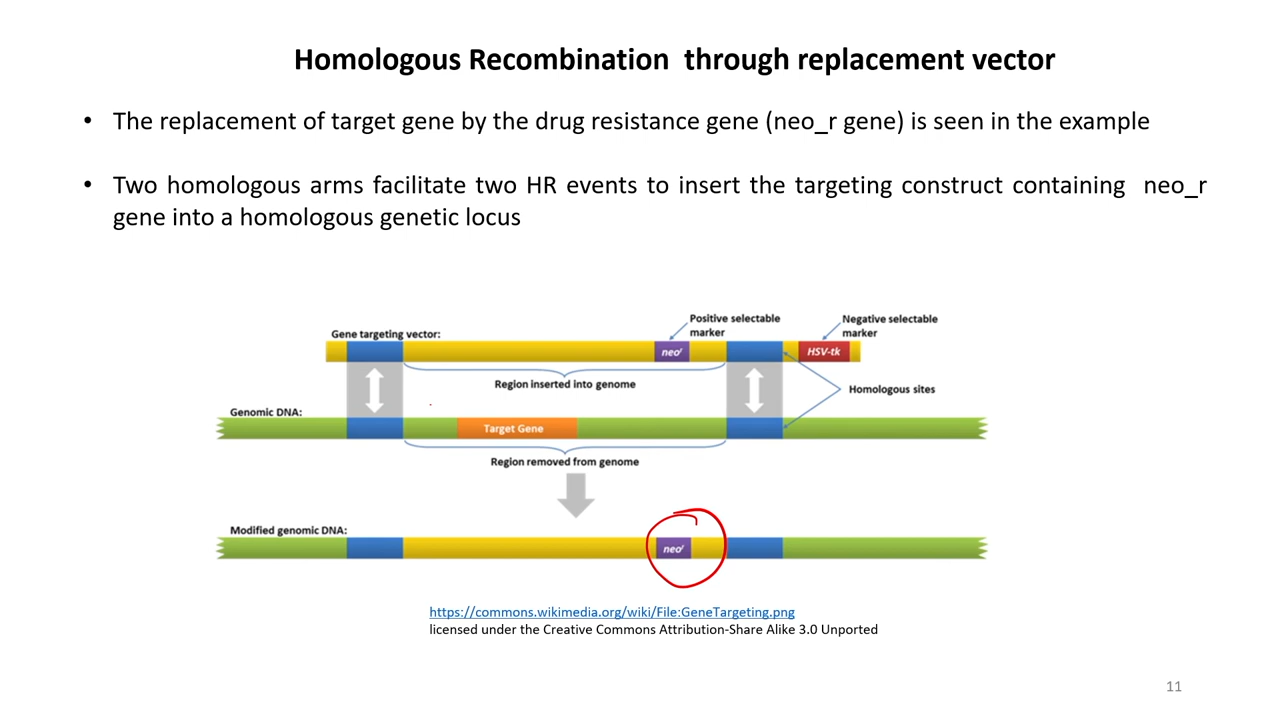 Homologous Recombination  through replacement vector
• The replacement of target gene by the drug resistance gene (neo_r gene) is seen in the example
• Two homologous arms facilitate two HR events to insert the targeting construct containing  neo_r
gene into a homologous genetic locus
Positive selectable
marker
Negative selectable
marker
Gene targeting vector:
neoʳ
HSV-tk
Region inserted into genome
Homologous sites
Genomic DNA:
Target Gene
Region removed from genome
Modified genomic DNA:
neoʳ
https://commons.wikimedia.org/wiki/File:GeneTargeting.png
licensed under the Creative Commons Attribution-Share Alike 3.0 Unported
11